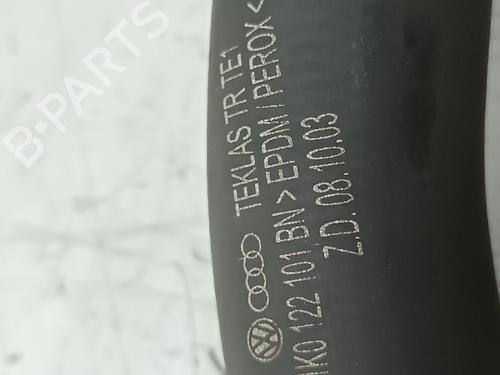 B-PARTS
TEKLAS TR TE1
1K0 122 101 BN > EPDM / PEROX <
Z.D. 08.10.03